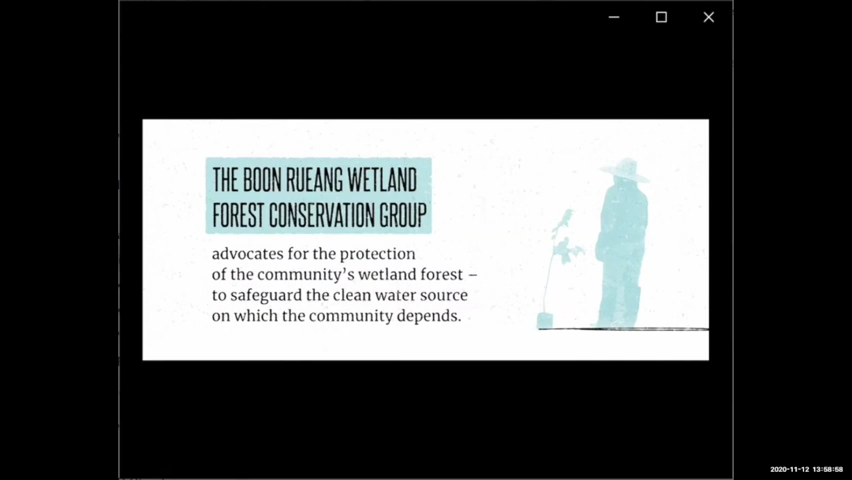 THE BOON RUEANG WETLAND
FOREST CONSERVATION GROUP
advocates for the protection
of the community’s wetland forest –
to safeguard the clean water source
on which the community depends.
2020-11-12 13:58:58